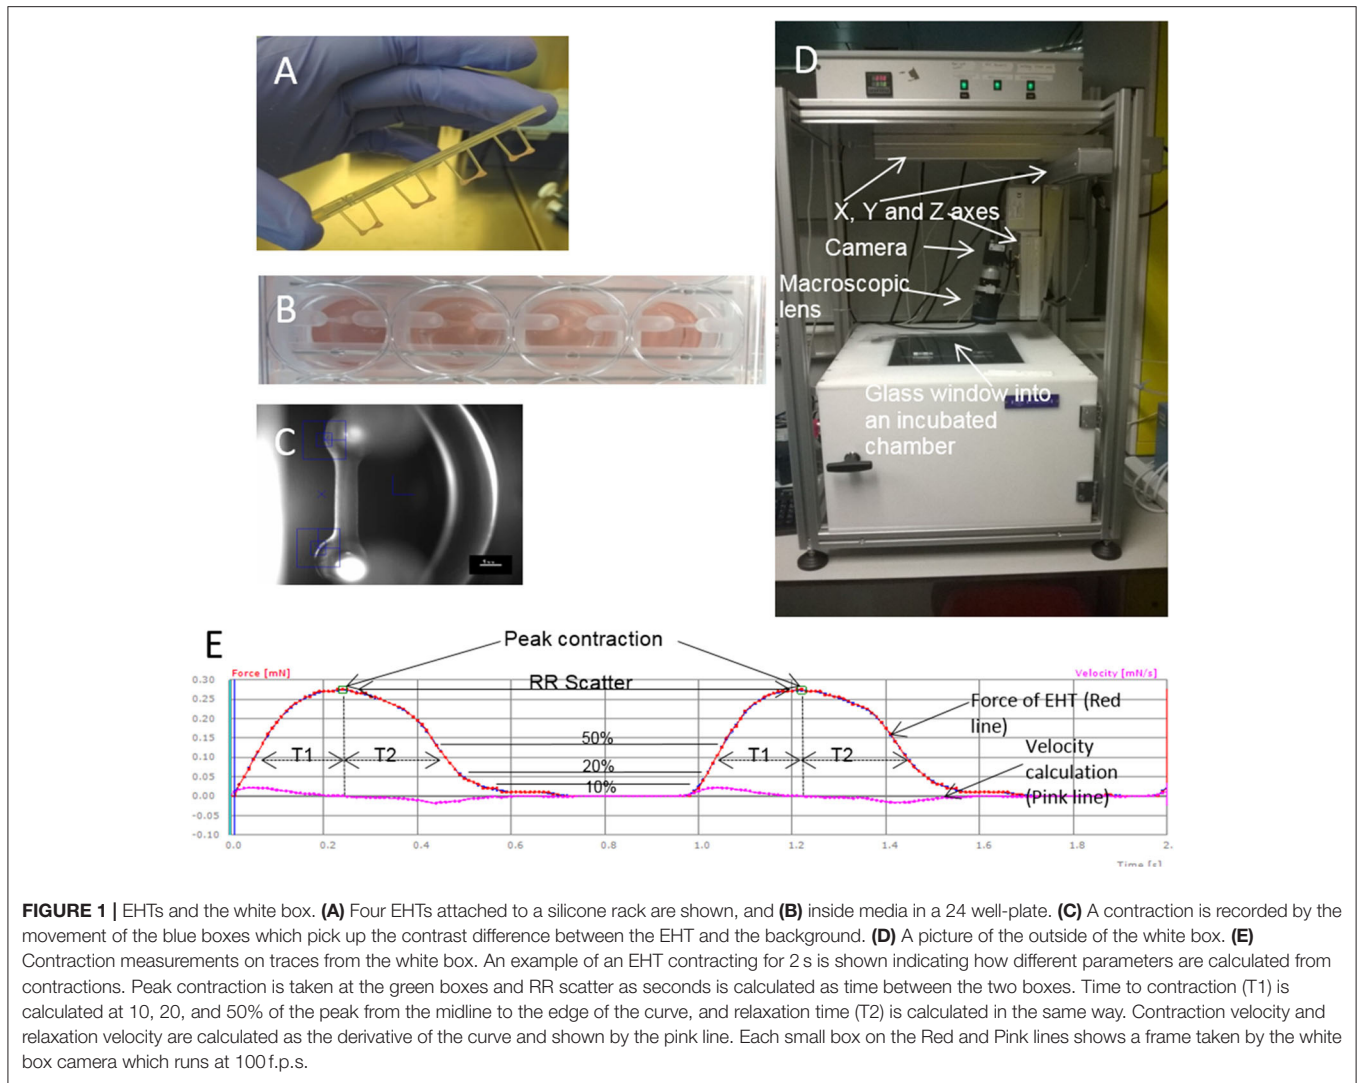 A
D
X, Y and Z axes
Camera
Macroscopic
lens
B
Glass window into
an incubated
chamber
C
E
Peak contraction
Force [mN]
Velocity [mN/s]
RR Scatter
0.30
0.25
0.20
0.15
0.10
0.05
0.00
-0.05
-0.10
Force of EHT (Red
line)
50%
T1
T2
20%
10%
T1
T2
Velocity
calculation
(Pink line)
0.0 0.2 0.4 0.6 0.8 1.0 1.2 1.4 1.6 1.8 2.
Time [s]
FIGURE 1 | EHTs and the white box. (A) Four EHTs attached to a silicone rack are shown, and (B) inside media in a 24 well-plate. (C) A contraction is recorded by the
movement of the blue boxes which pick up the contrast difference between the EHT and the background. (D) A picture of the outside of the white box. (E)
Contraction measurements on traces from the white box. An example of an EHT contracting for 2 s is shown indicating how different parameters are calculated from
contractions. Peak contraction is taken at the green boxes and RR scatter as seconds is calculated as time between the two boxes. Time to contraction (T1) is
calculated at 10, 20, and 50% of the peak from the midline to the edge of the curve, and relaxation time (T2) is calculated in the same way. Contraction velocity and
relaxation velocity are calculated as the derivative of the curve and shown by the pink line. Each small box on the Red and Pink lines shows a frame taken by the white
box camera which runs at 100 f.p.s.